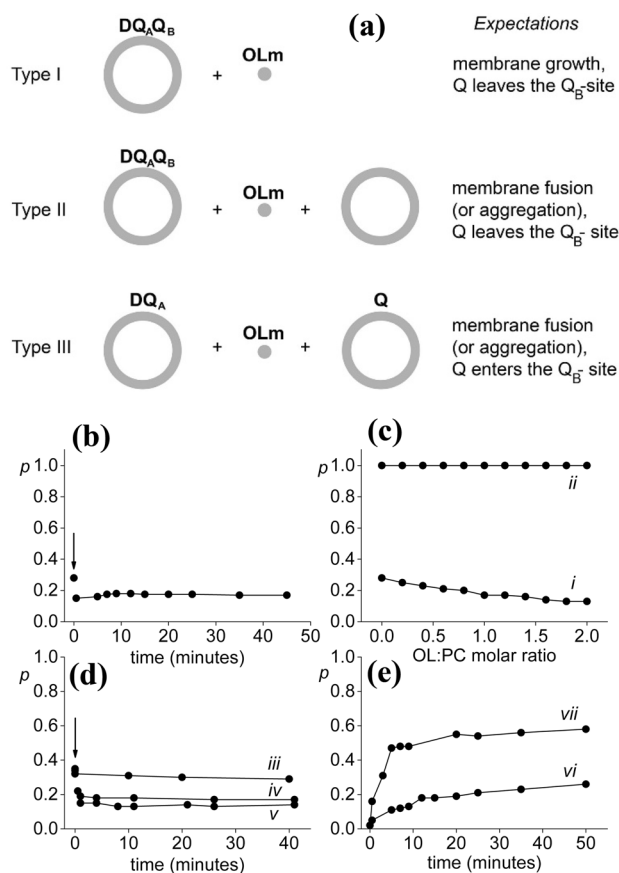 (a)
Expectations
DQAQB
Type I
+
OLm
membrane growth,
Q leaves the QB-site
DQAQB
Type II
+
OLm
+
membrane fusion
(or aggregation),
Q leaves the QB- site
DQA
Q
Type III
+
OLm
+
membrane fusion
(or aggregation),
Q enters the QB- site
(b)
p
1.0
0.8
0.6
0.4
0.2
0.0
0 10 20 30 40 50
time (minutes)
(c)
p
1.0
0.8
0.6
0.4
0.2
0.0
ii
i
0.0 0.5 1.0 1.5 2.0
OL:PC molar ratio
(d)
p
1.0
0.8
0.6
0.4
0.2
0.0
iii
iv
v
0 10 20 30 40
time (minutes)
(e)
p
1.0
0.8
0.6
0.4
0.2
0.0
vii
vi
0 10 20 30 40 50
time (minutes)